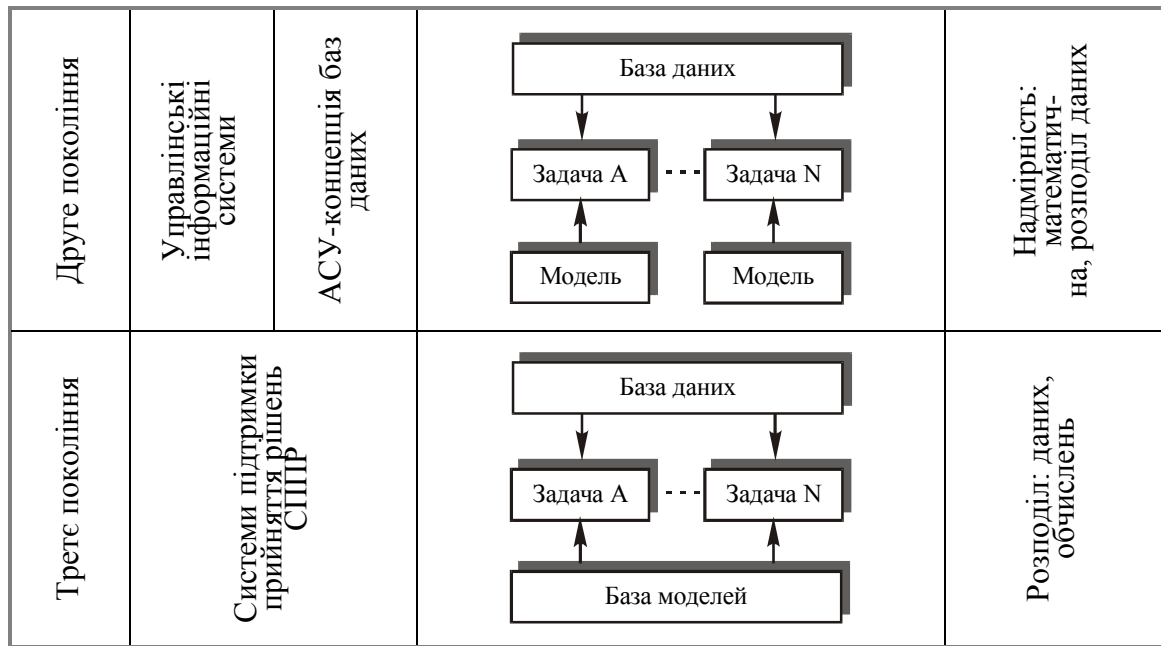 Друге покоління
Управлінські
інформаційні
системи
АСУ-концепція баз
даних
База даних
Задача A
Задача N
Модель
Модель
Надмірність:
математич-
на, розподіл даних
Третє покоління
Системи підтримки
прийняття рішень
СППР
База даних
Задача A
Задача N
База моделей
Розподіл: даних,
обчислень